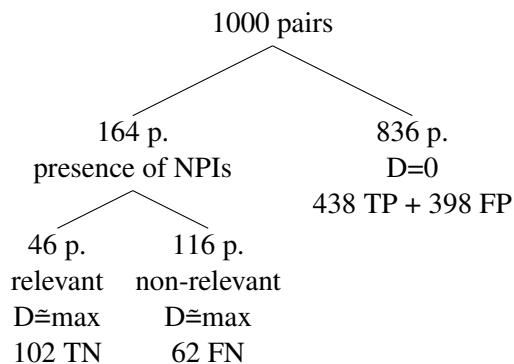 1000 pairs
164 p. 836 p.
presence of NPIs D=0
438 TP + 398 FP
46 p. 116 p.
relevant non-relevant
D≅max D≅max
102 TN 62 FN